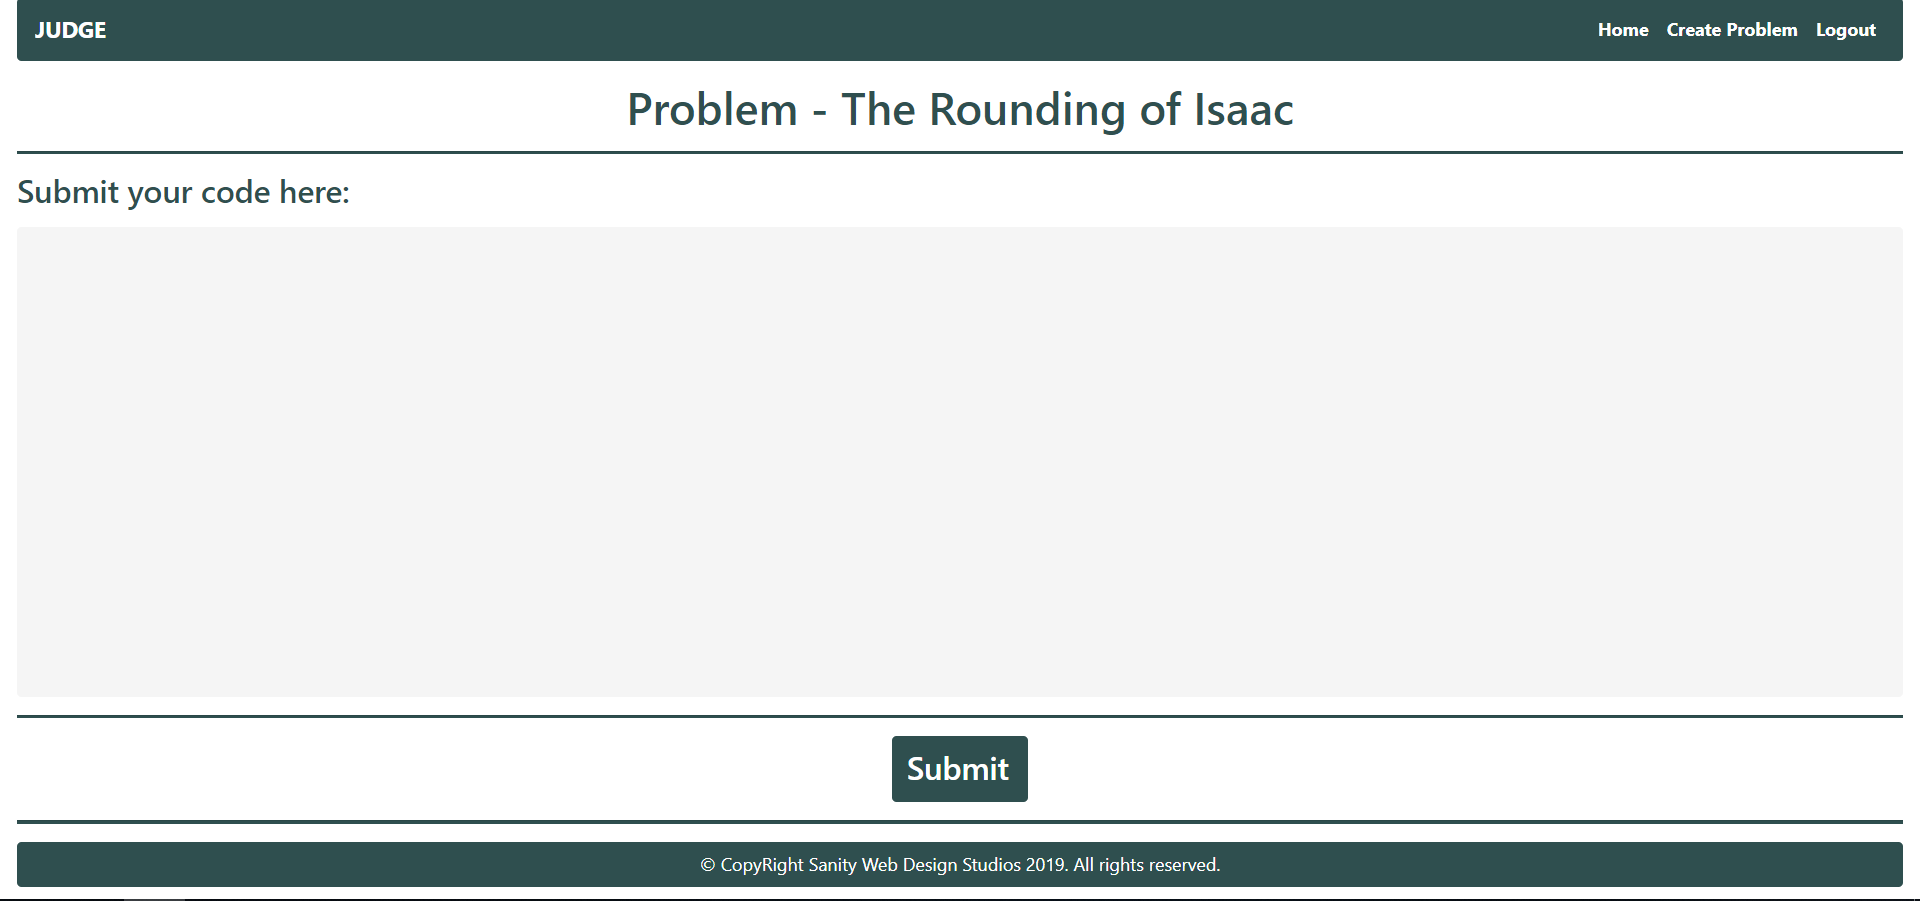 JUDGE Home Create Problem Logout
Problem - The Rounding of Isaac
Submit your code here:
Submit
© CopyRight Sanity Web Design Studios 2019. All rights reserved.